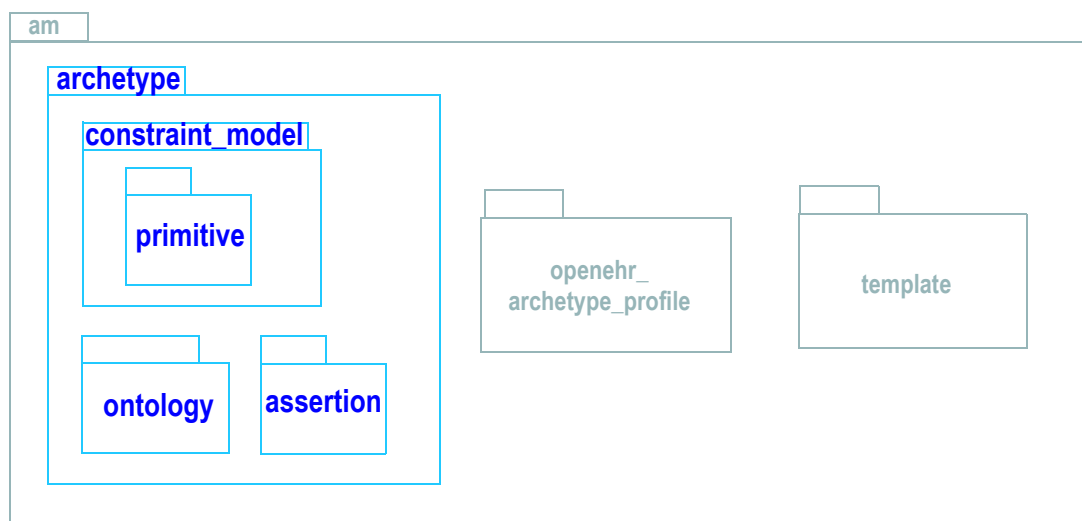 am
archetype
constraint_model
primitive
openehr_
archetype_profile
template
ontology
assertion